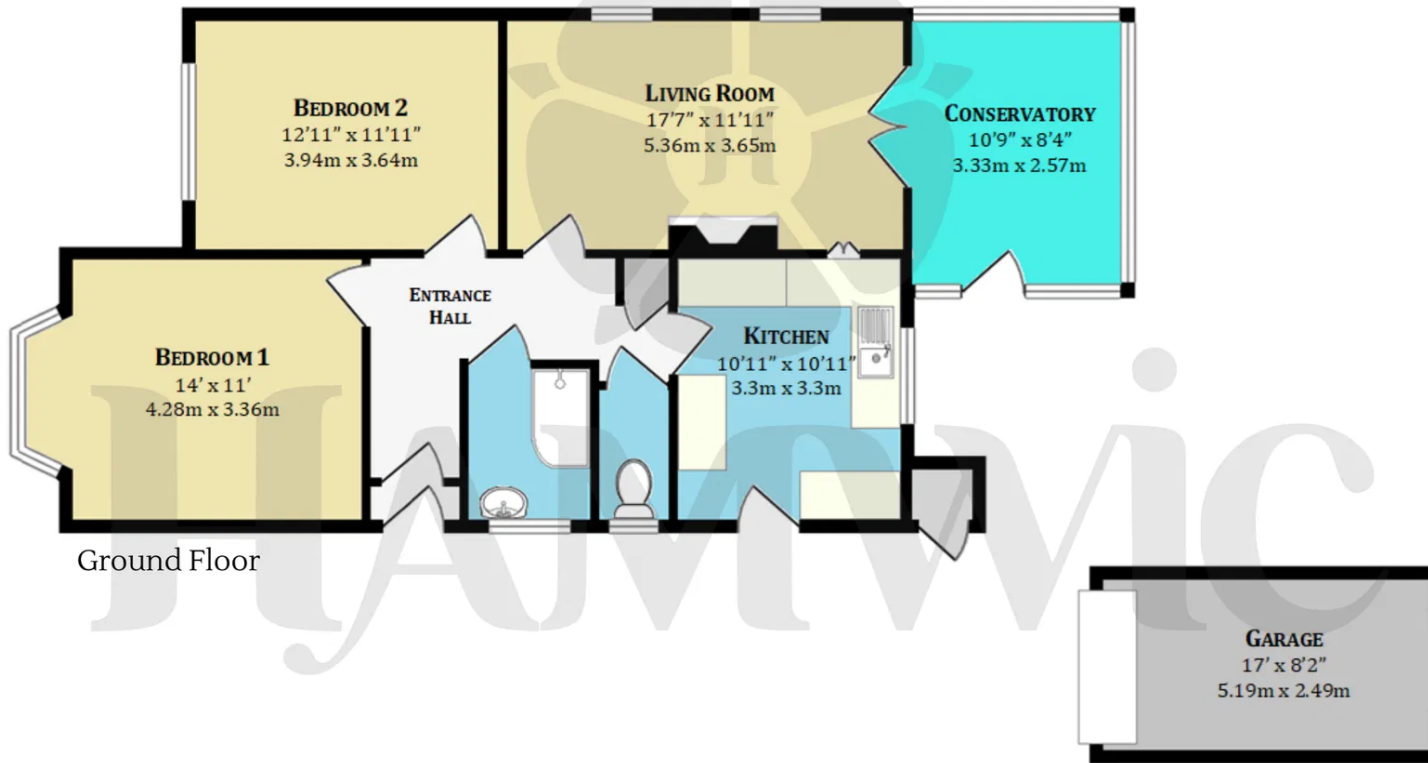 BEDROOM 2
12'11" x 11'11"
3.94m x 3.64m
LIVING ROOM
17'7" x 11'11"
5.36m x 3.65m
CONSERVATORY
10'9" x 8'4"
3.33m x 2.57m
ENTRANCE
HALL
BEDROOM 1
14' x 11'
4.28m x 3.36m
KITCHEN
10'11" x 10'11"
3.3m x 3.3m
Ground Floor
GARAGE
17' x 8'2"
5.19m x 2.49m
H
HAMWIC